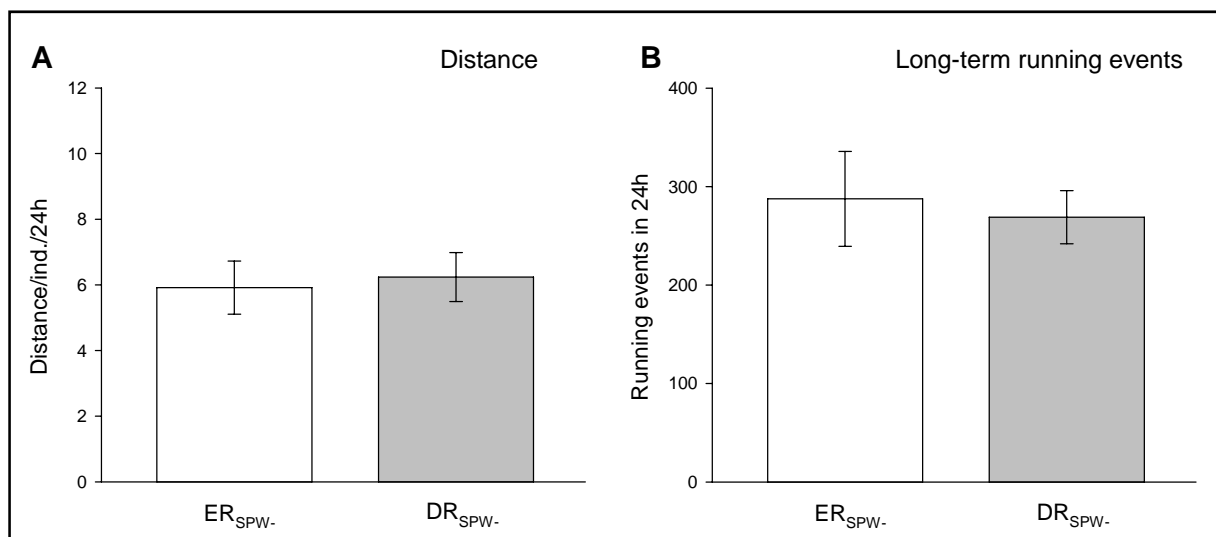 A
Distance
12
10
8
6
4
2
0
Distance/ind./24h
ER_SPW-
DR_SPW-
B
Long-term running events
400
300
200
100
0
Running events in 24h
ER_SPW-
DR_SPW-